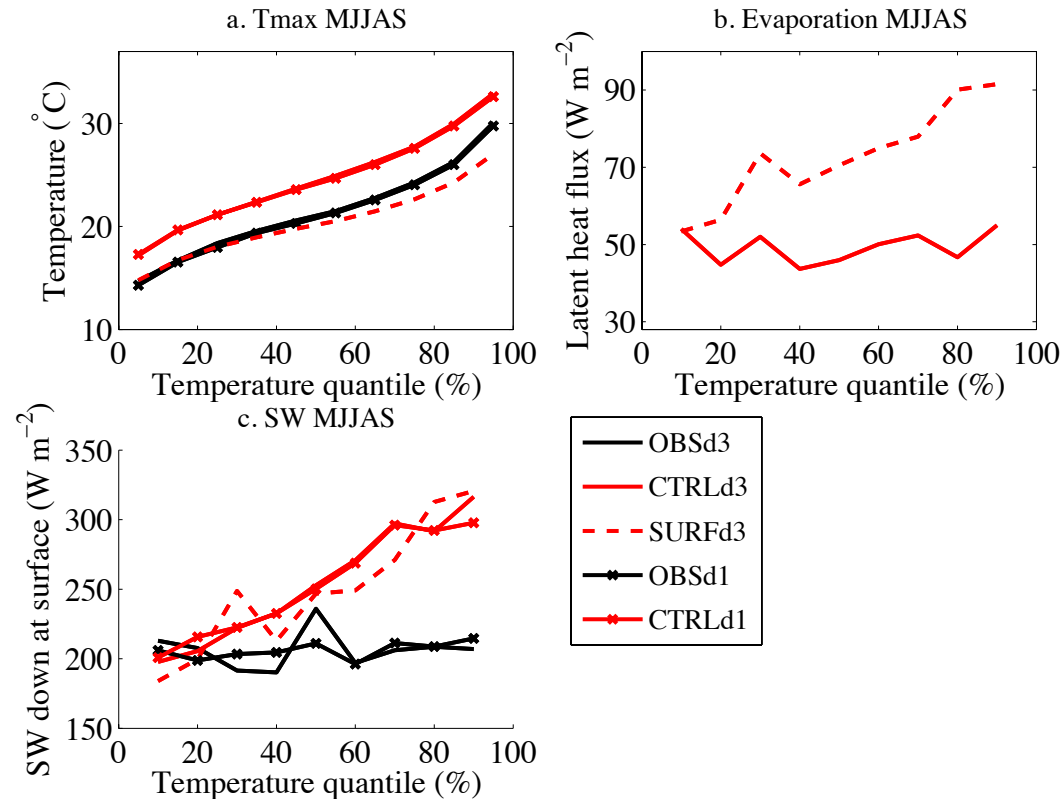 a. Tmax MJJAS
Temperature (°C)
30
20
10
0
20
40
60
80
100
Temperature quantile (%)
b. Evaporation MJJAS
Latent heat flux (W m⁻²)
90
70
50
30
0
20
40
60
80
100
Temperature quantile (%)
c. SW MJJAS
SW down at surface (W m⁻²)
350
300
250
200
150
0
20
40
60
80
100
Temperature quantile (%)
OBSd3
CTRLd3
SURFd3
OBSd1
CTRLd1